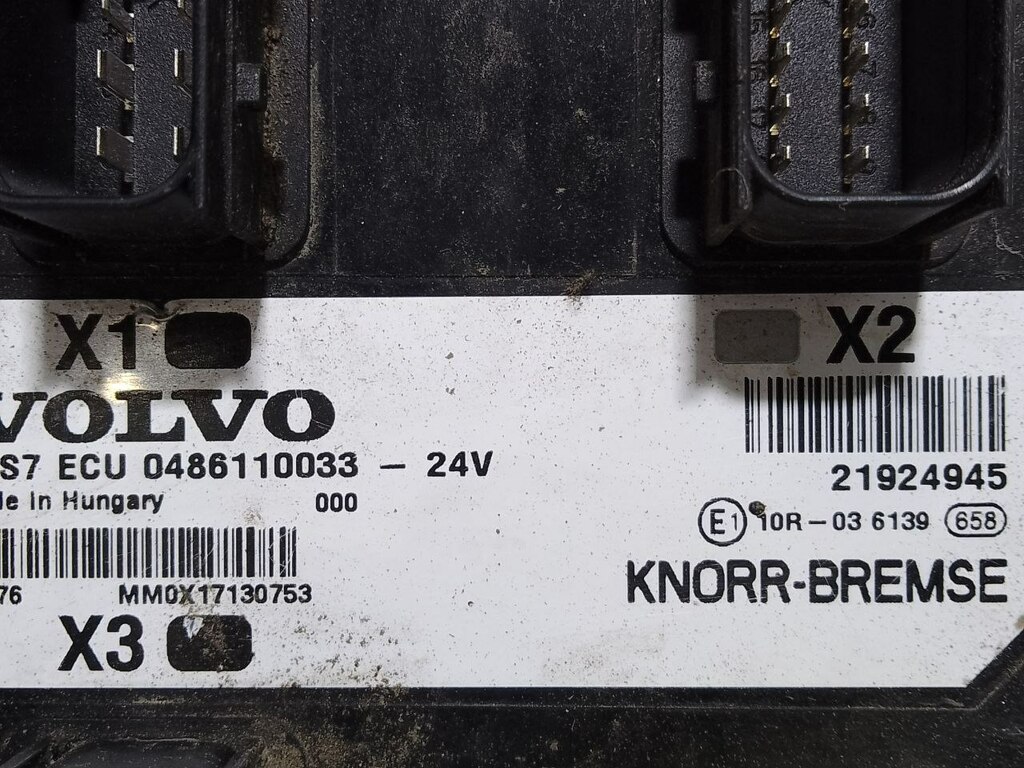 X1
X2
VOLVO
S7 ECU 0486110033 – 24V
21924945
In Hungary
000
E1 10R – 03 6139 658
KNORR-BREMSE
76
MM0X17130753
X3